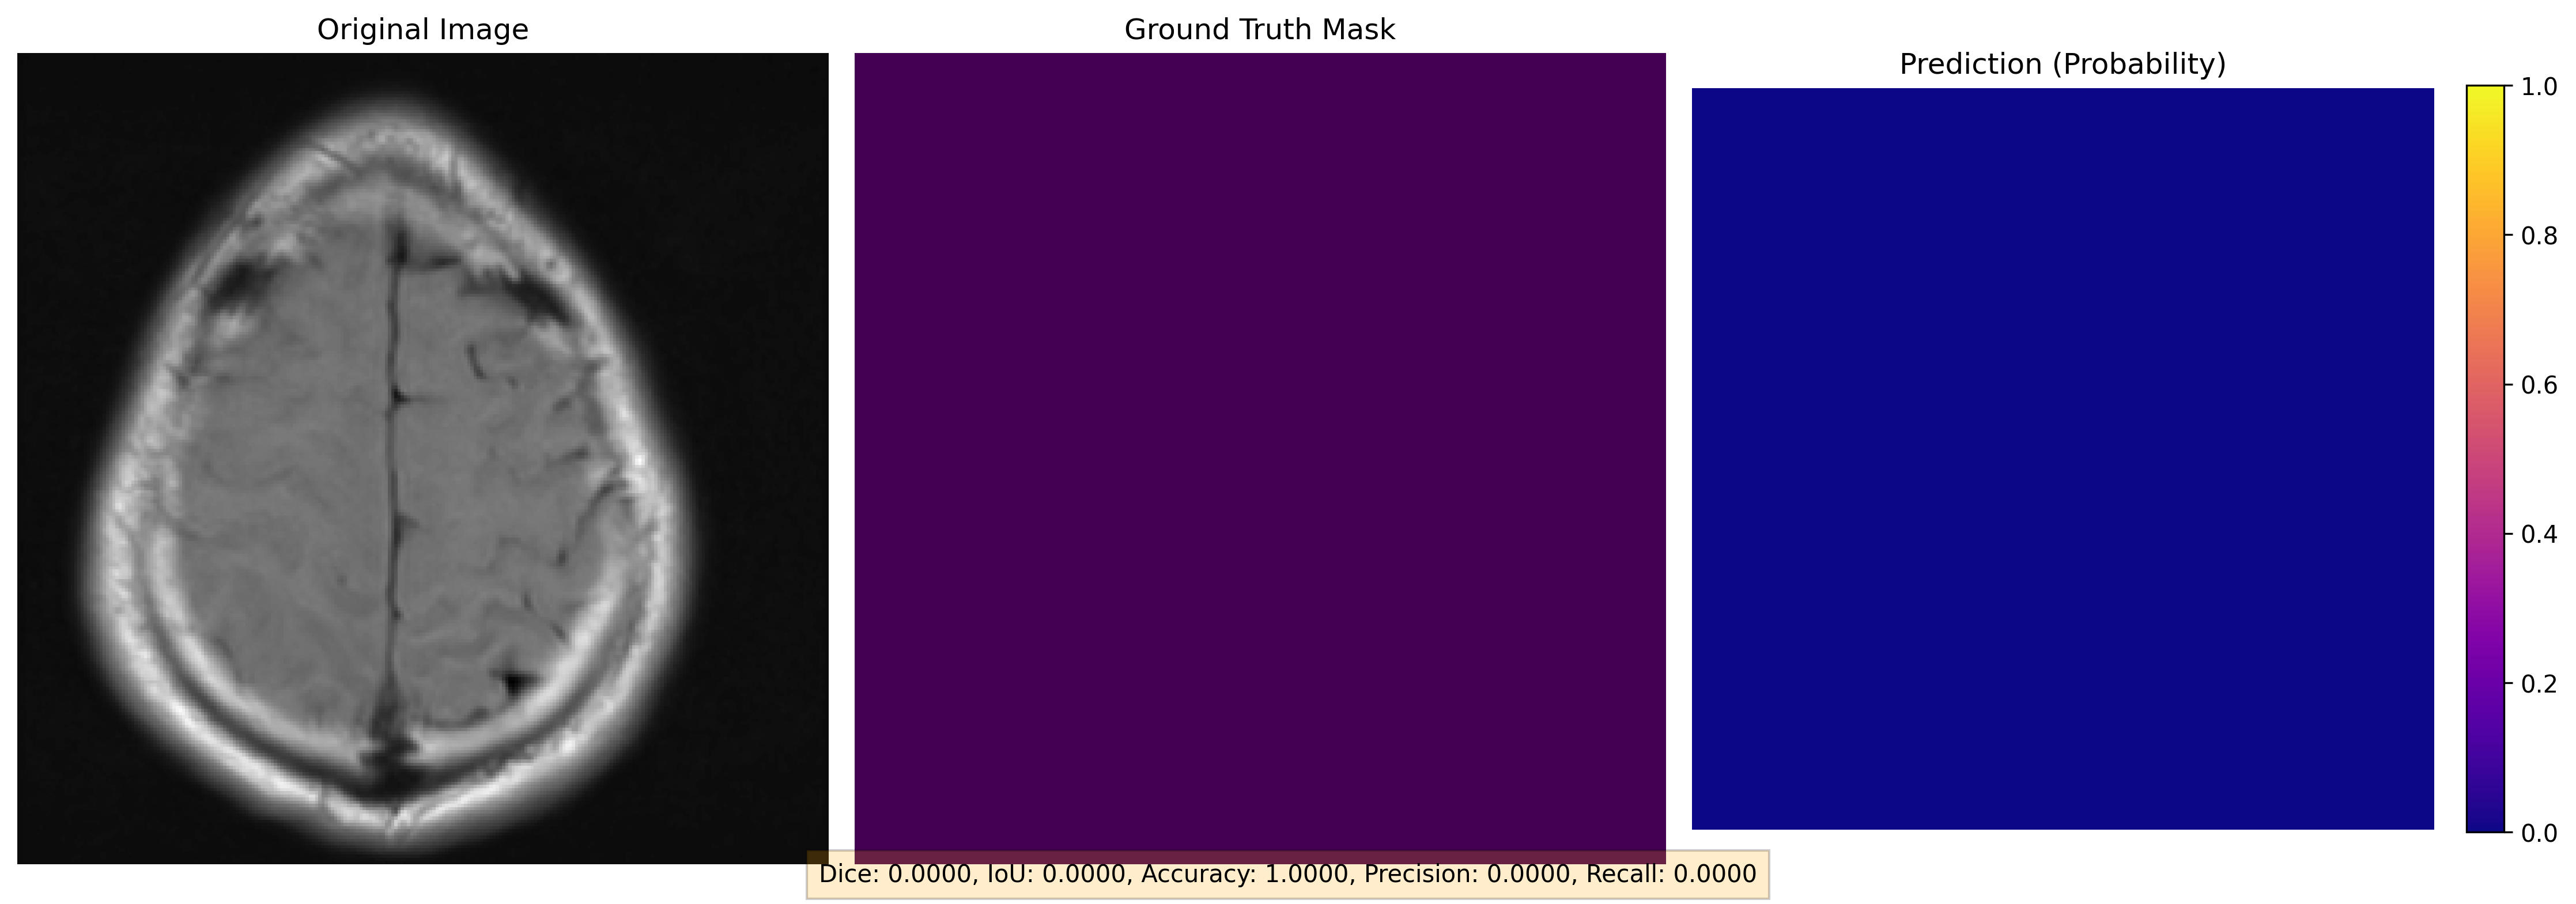 Original Image
Ground Truth Mask
Prediction (Probability)
1.0
0.8
0.6
0.4
0.2
0.0
Dice: 0.0000, IoU: 0.0000, Accuracy: 1.0000, Precision: 0.0000, Recall: 0.0000